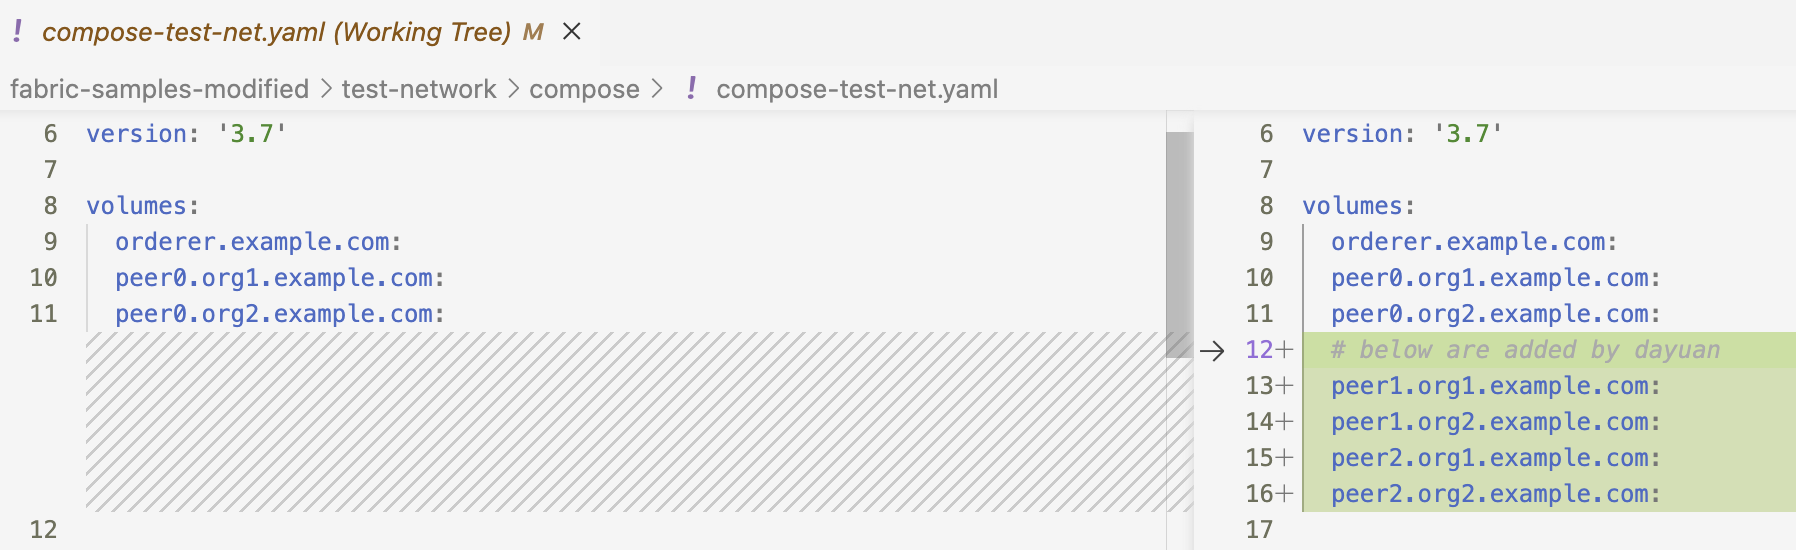 ! compose-test-net.yaml (Working Tree) M ×
fabric-samples-modified > test-network > compose > ! compose-test-net.yaml
6 version: '3.7'
7
8 volumes:
9 orderer.example.com:
10 peer0.org1.example.com:
11 peer0.org2.example.com:
12
6 version: '3.7'
7
8 volumes:
9 orderer.example.com:
10 peer0.org1.example.com:
11 peer0.org2.example.com:
→ 12+ # below are added by dayuan
13+ peer1.org1.example.com:
14+ peer1.org2.example.com:
15+ peer2.org1.example.com:
16+ peer2.org2.example.com:
17